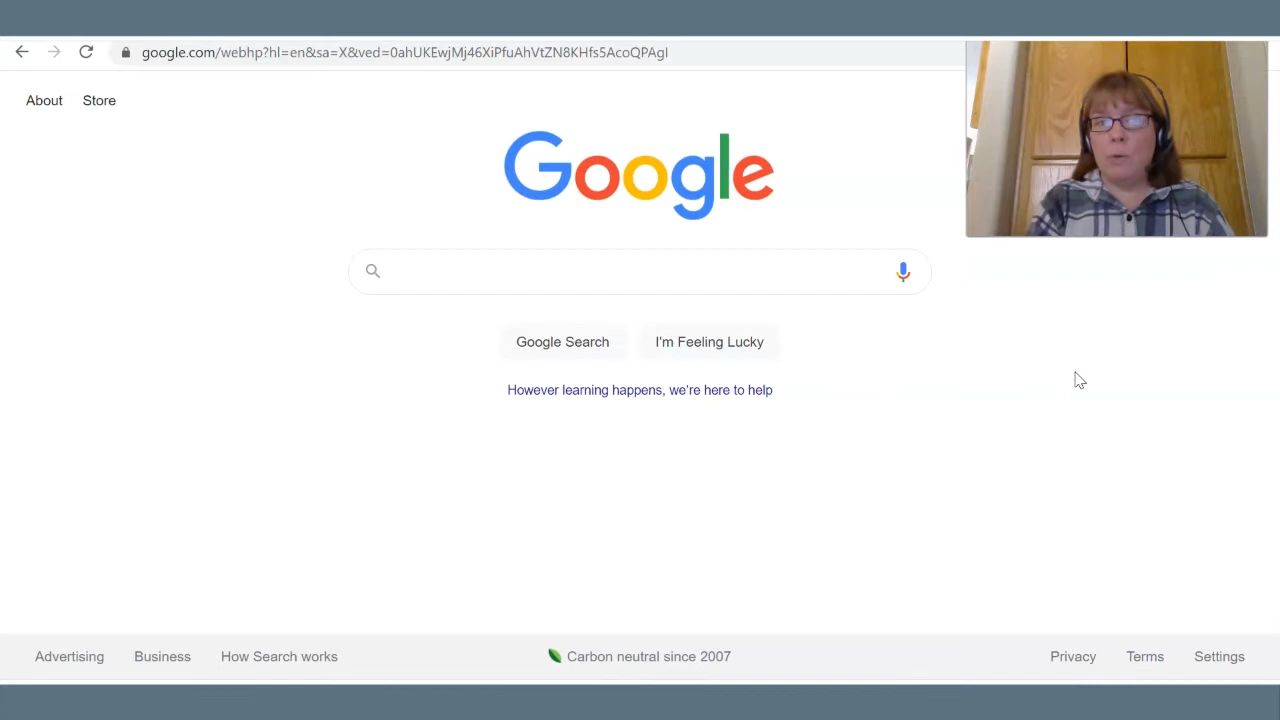 google.com/webhp?hl=en&sa=X&ved=0ahUKEwjMj46XiPfuAhVtZN8KHfs5AcoQPAgI
About Store
Google
Google Search I'm Feeling Lucky
However learning happens, we're here to help
Advertising Business How Search works Carbon neutral since 2007 Privacy Terms Settings